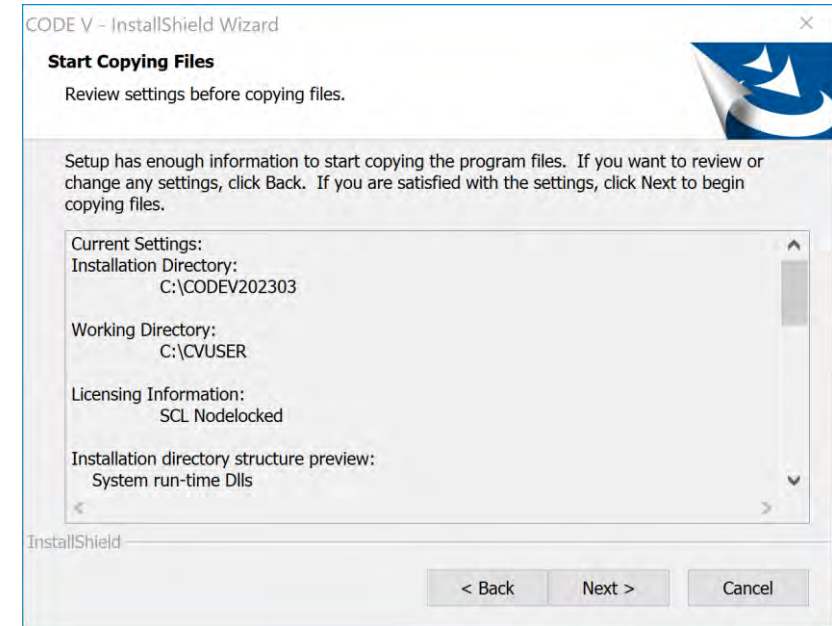 CODE V - InstallShield Wizard
Start Copying Files
Review settings before copying files.
Setup has enough information to start copying the program files. If you want to review or
change any settings, click Back. If you are satisfied with the settings, click Next to begin
copying files.
Current Settings:
Installation Directory:
C:\CODEV202303
Working Directory:
C:\CVUSER
Licensing Information:
SCL Nodelocked
Installation directory structure preview:
System run-time Dlls
InstallShield
< Back Next > Cancel